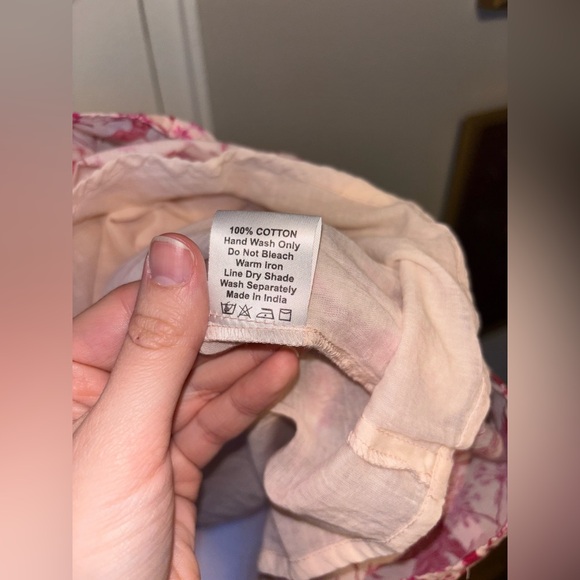 100% COTTON
Hand Wash Only
Do Not Bleach
Warm Iron
Line Dry Shade
Wash Separately
Made In India